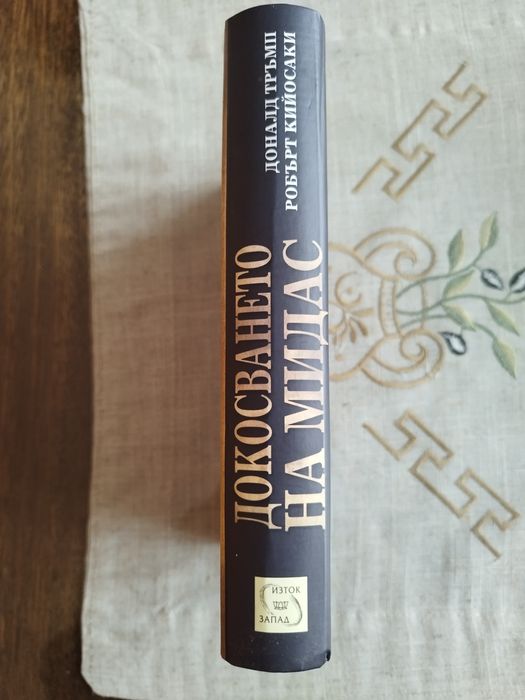 ДОНАЛД ТРЪМП
РОБЪРТ КИЙОСАКИ
ДОКОСВАНЕТО
НА МИДАС
ИЗТОК
ЗАПАД